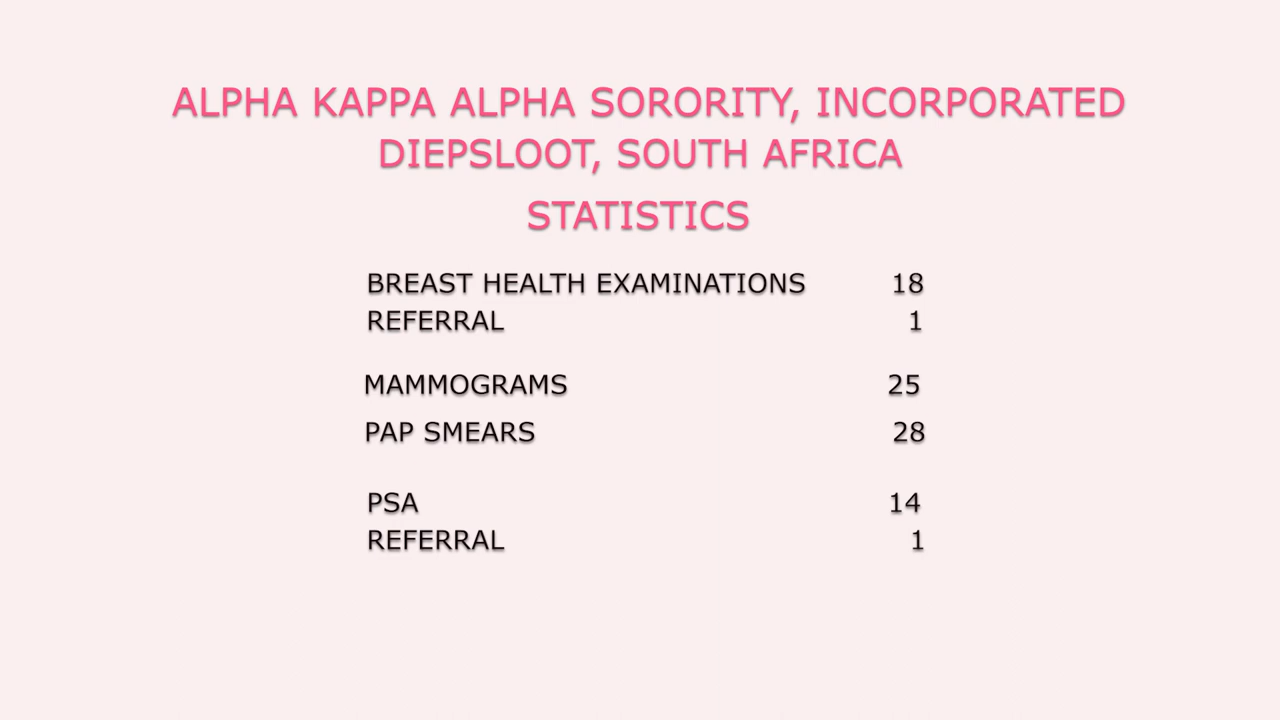 ALPHA KAPPA ALPHA SORORITY, INCORPORATED
DIEPSLOOT, SOUTH AFRICA
STATISTICS
BREAST HEALTH EXAMINATIONS 18
REFERRAL 1
MAMMOGRAMS 25
PAP SMEARS 28
PSA 14
REFERRAL 1